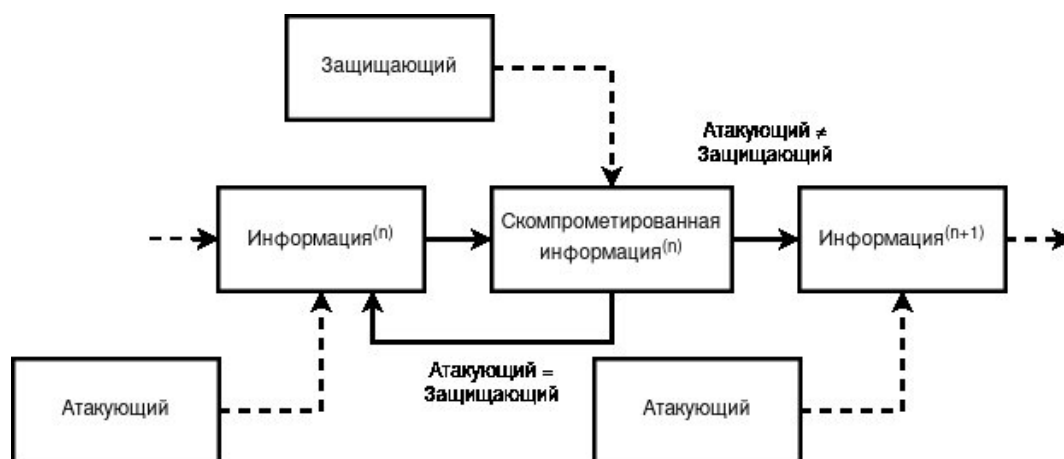 Защищающий
Атакующий ≠
Защищающий
Информация(n)
Скомпрометированная
информация(n)
Информация(n+1)
Атакующий =
Защищающий
Атакующий
Атакующий